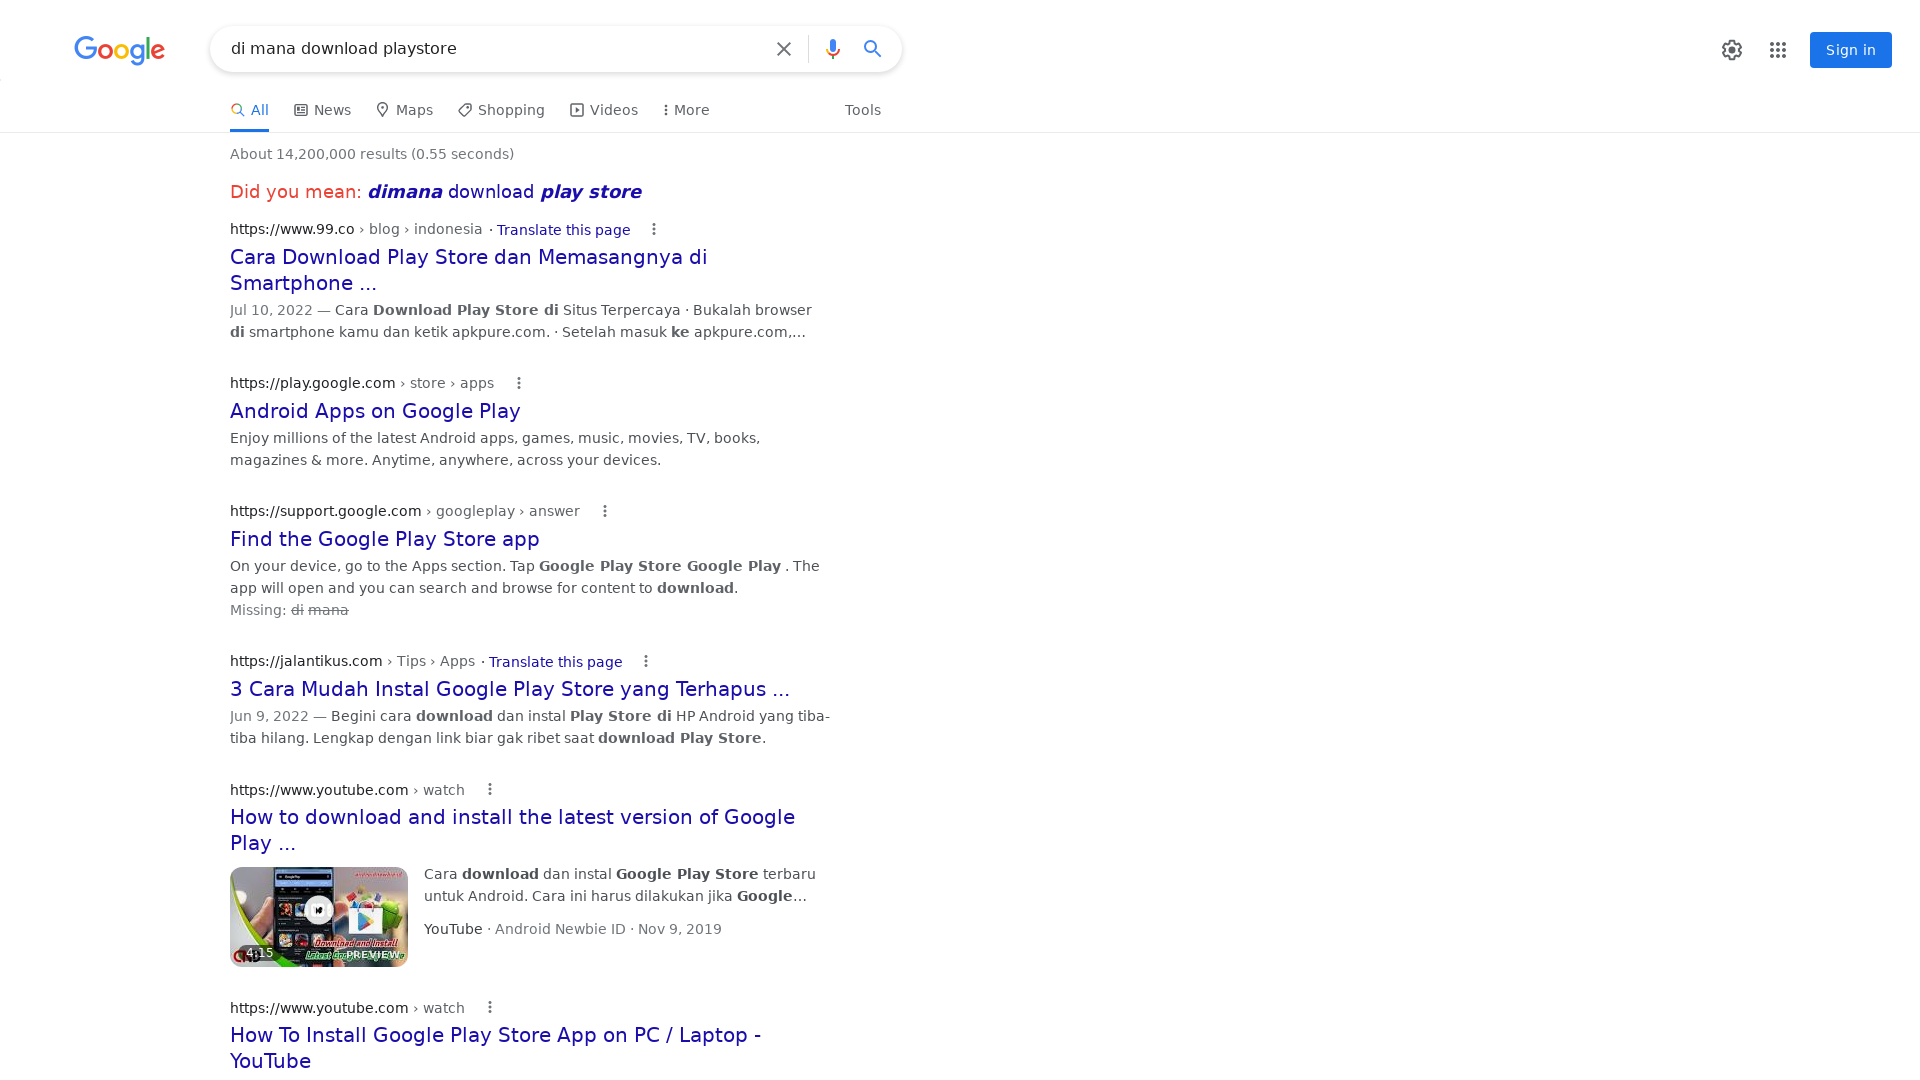 Google
di mana download playstore
Sign in
All
News
Maps
Shopping
Videos
More
Tools
About 14,200,000 results (0.55 seconds)
Did you mean: dimana download play store
https://www.99.co › blog › indonesia · Translate this page
Cara Download Play Store dan Memasangnya di
Smartphone ...
Jul 10, 2022 — Cara Download Play Store di Situs Terpercaya · Bukalah browser
di smartphone kamu dan ketik apkpure.com. · Setelah masuk ke apkpure.com,...
https://play.google.com › store › apps
Android Apps on Google Play
Enjoy millions of the latest Android apps, games, music, movies, TV, books,
magazines & more. Anytime, anywhere, across your devices.
https://support.google.com › googleplay › answer
Find the Google Play Store app
On your device, go to the Apps section. Tap Google Play Store Google Play . The
app will open and you can search and browse for content to download.
Missing: di mana
https://jalantikus.com › Tips › Apps · Translate this page
3 Cara Mudah Instal Google Play Store yang Terhapus ...
Jun 9, 2022 — Begini cara download dan instal Play Store di HP Android yang tiba-
tiba hilang. Lengkap dengan link biar gak ribet saat download Play Store.
https://www.youtube.com › watch
How to download and install the latest version of Google
Play ...
Download and Install
4:15
PREVIEW
Cara download dan instal Google Play Store terbaru
untuk Android. Cara ini harus dilakukan jika Google...
YouTube · Android Newbie ID · Nov 9, 2019
https://www.youtube.com › watch
How To Install Google Play Store App on PC / Laptop -
YouTube